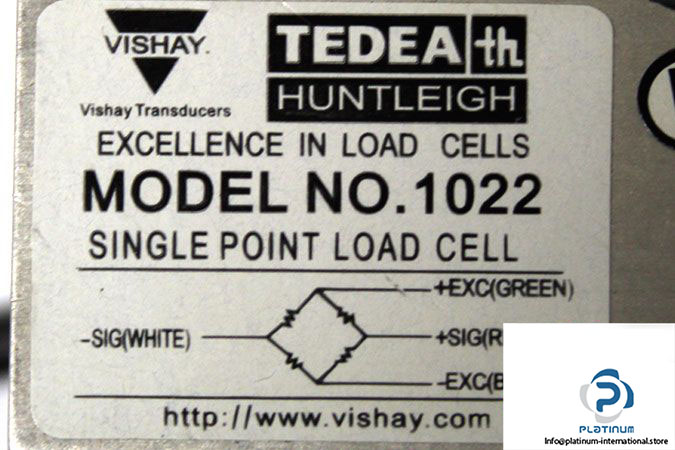 VISHAY.
Vishay Transducers
TEDEA th
HUNTLEIGH
EXCELLENCE IN LOAD CELLS
MODEL NO.1022
SINGLE POINT LOAD CELL
+EXC(GREEN)
-SIG(WHITE)
+SIG(R
-EXC(B
http://www.vishay.com
PLATINUM
Info@platinum-international.store